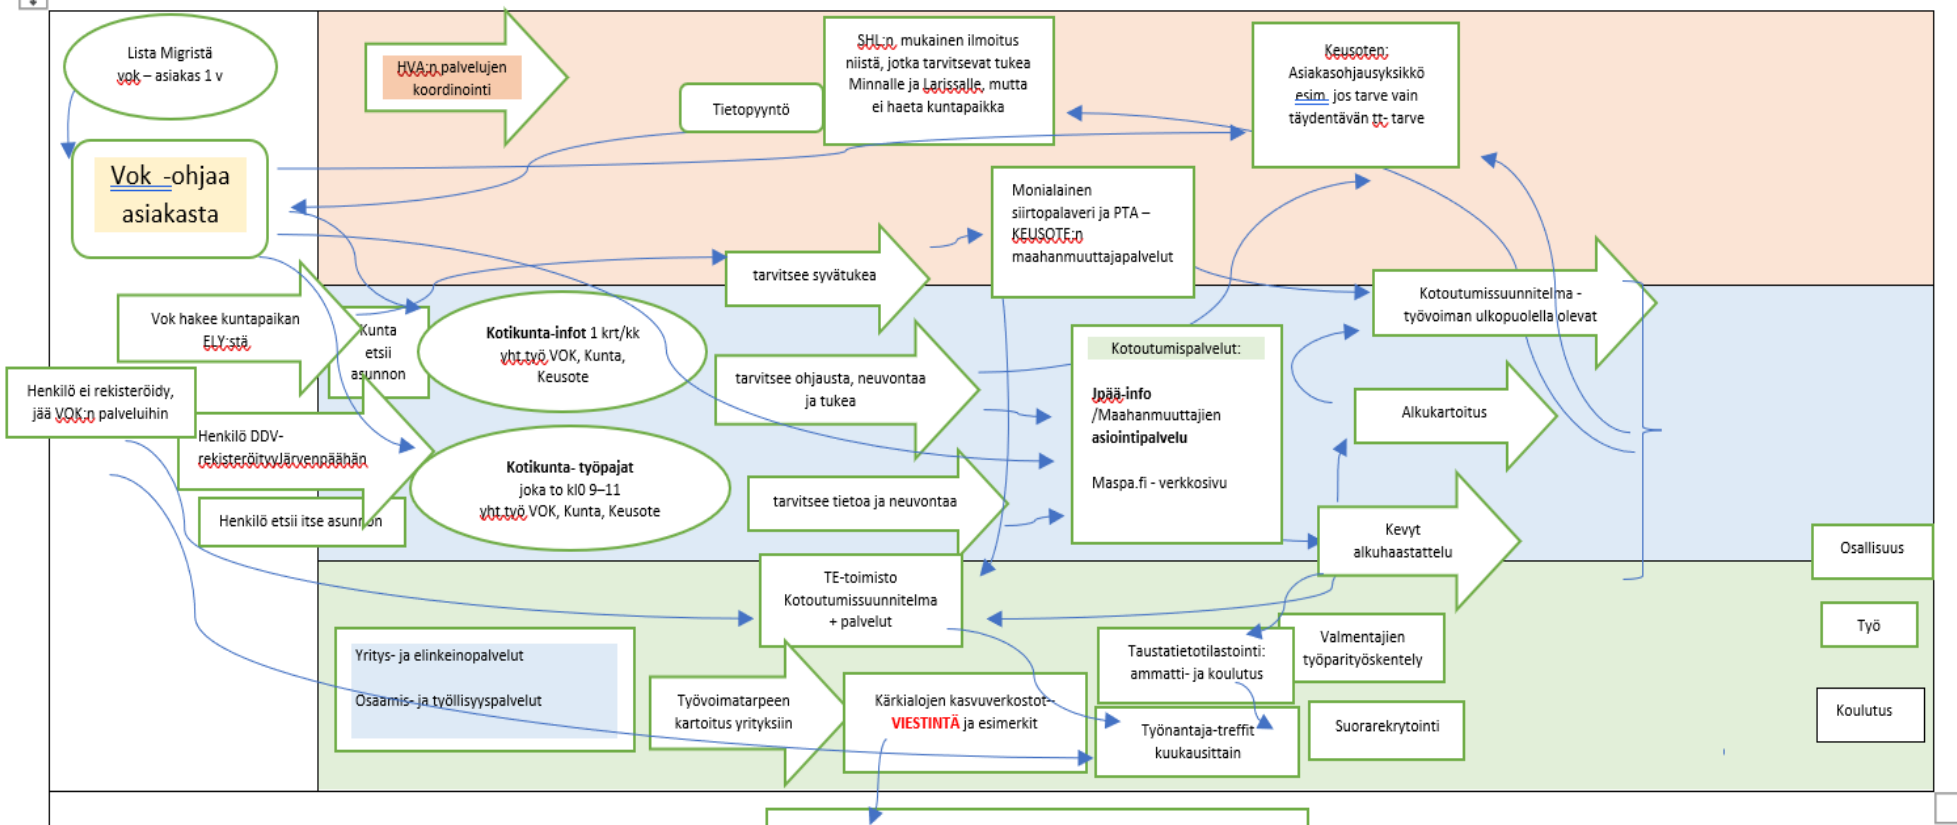 Lista Migristä
vok – asiakas 1 v
Vok -ohjaa
asiakasta
HVA:n palvelujen
koordinointi
Tietopyyntö
SHL:n mukainen ilmoitus
niistä, jotka tarvitsevat tukea
Minnalle ja Larissalle, mutta
ei haeta kuntapaikka
Keusoten:
Asiakasohjausyksikkö
esim. jos tarve vain
täydentävän tt- tarve
Monialainen
siirtopalaveri ja PTA –
KEUSOTE:n
maahanmuuttajapalvelut
tarvitsee syvätukea
Kotoutumissuunnitelma -
työvoiman ulkopuolella olevat
Vok hakee kuntapaikan
ELY:stä
Kunta
etsii
asunnon
Kotikunta-infot 1 krt/kk
yht.työ VOK, Kunta,
Keusote
tarvitsee ohjausta, neuvontaa
ja tukea
Kotoutumispalvelut:
Jpää-info
/Maahanmuuttajien
asiointipalvelu
Maspa.fi - verkkosivu
Alkukartoitus
Henkilö ei rekisteröidy,
jää VOK:n palveluihin
Henkilö DDV-
rekisteröityyJärvenpäähän
Henkilö etsii itse asunnon
Kotikunta- työpajat
joka to kl0 9–11
yht.työ VOK, Kunta, Keusote
tarvitsee tietoa ja neuvontaa
Kevyt
alkuhaastattelu
Osallisuus
TE-toimisto
Kotoutumissuunnitelma
+ palvelut
Työ
Yritys- ja elinkeinopalvelut
Osaamis- ja työllisyyspalvelut
Työvoimatarpeen
kartoitus yrityksiin
Kärkialojen kasvuverkostot–
VIESTINTÄ ja esimerkit
Taustatietotilastointi:
ammatti- ja koulutus
Valmentajien
työparityöskentely
Työnantaja-treffit
kuukausittain
Suorarekrytointi
Koulutus